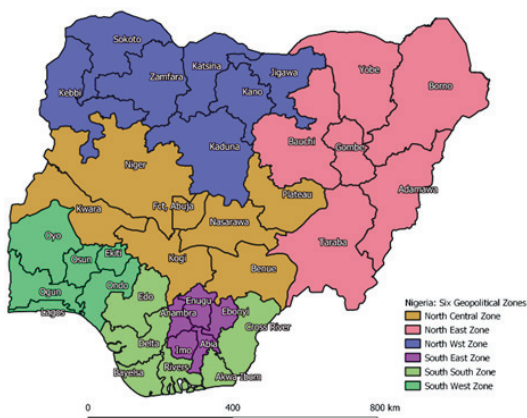 Sokoto
Katsina
Jigawa
Yobe
Borno
Zamfara
Kano
Kebbi
Kaduna
Bauchi
Gombe
Niger
Adamawa
Plateau
Fct, Abuja
Kwara
Nasarawa
Taraba
Oyo
Kogi
Benue
Ekiti
Osun
Ondo
Ogun
Edo
Enugu
Anambra
Ebonyi
Lagos
Cross River
Delta
Imo
Abia
Bayelsa
Rivers
Akwa Ibom
Nigeria: Six Geopolitical Zones
North Central Zone
North East Zone
North Wst Zone
South East Zone
South South Zone
South West Zone
0 400 800 km